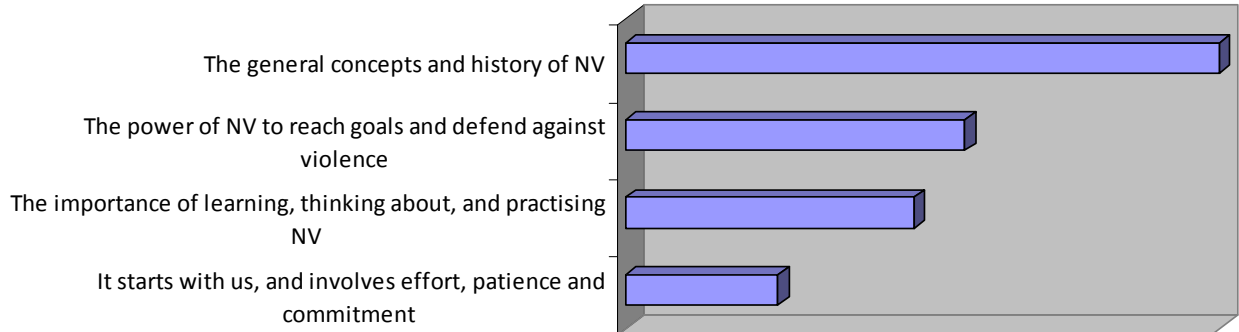 The general concepts and history of NV
The power of NV to reach goals and defend against
violence
The importance of learning, thinking about, and practising
NV
It starts with us, and involves effort, patience and
commitment